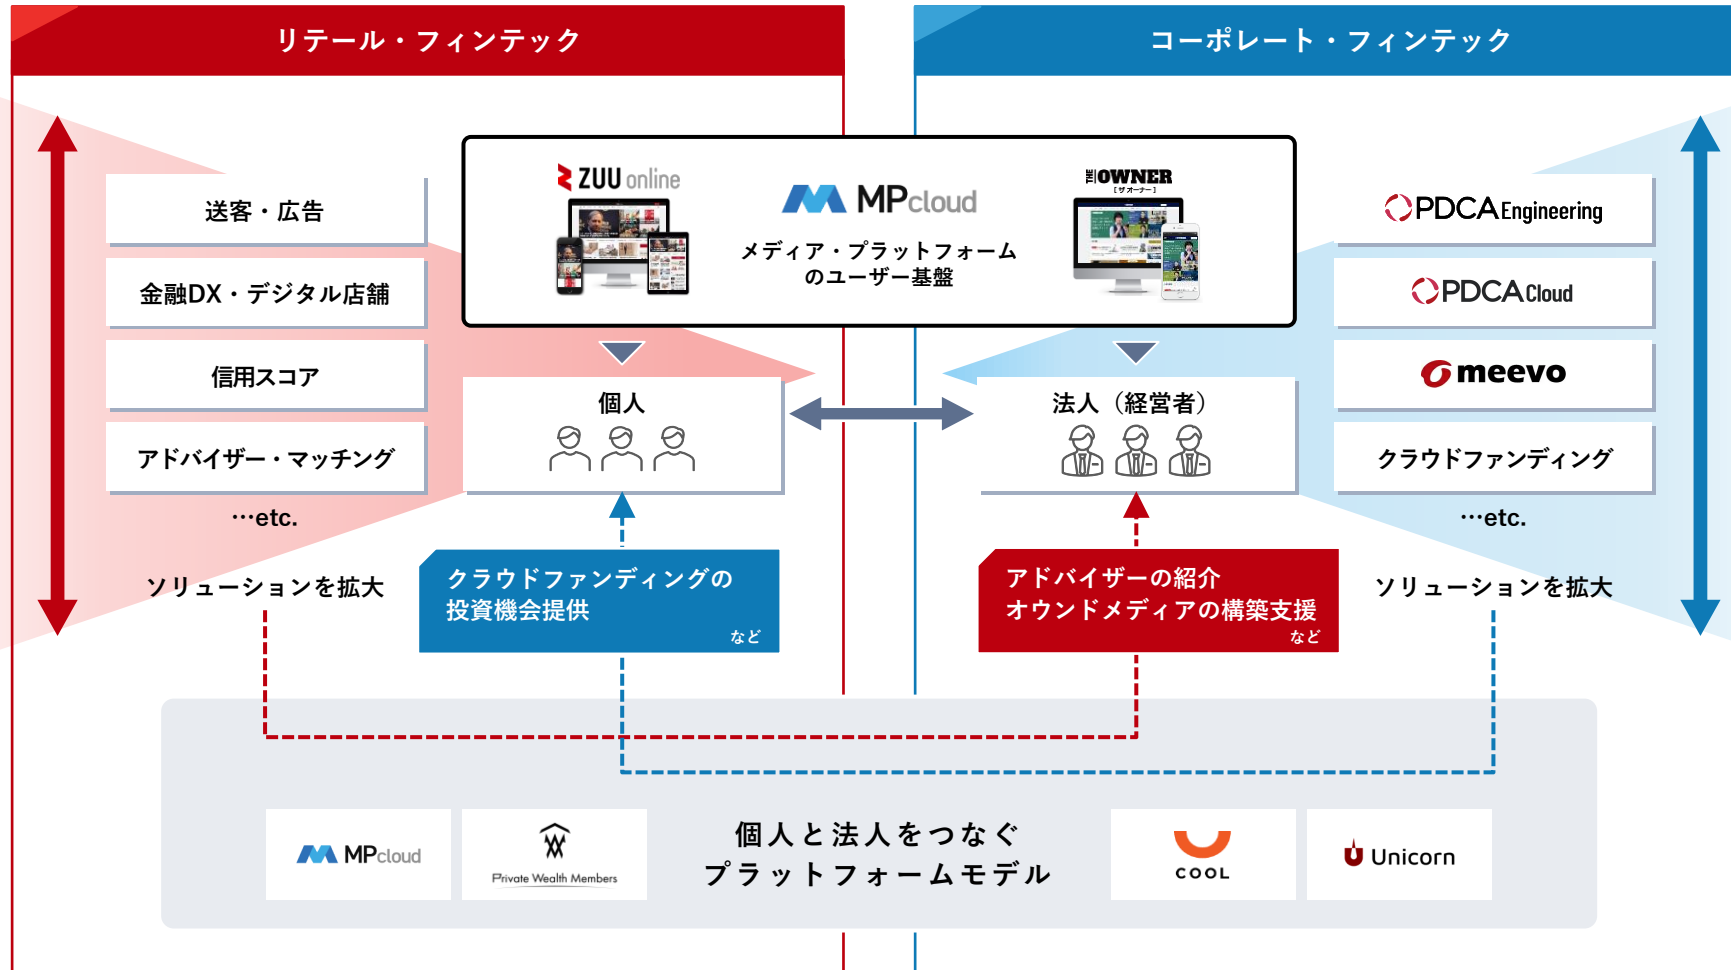 リテール・フィンテック
コーポレート・フィンテック
ZUU online
MPcloud
メディア・プラットフォーム
のユーザー基盤
THE OWNER
[ ザ オーナー ]
送客・広告
金融DX・デジタル店舗
信用スコア
アドバイザー・マッチング
…etc.
ソリューションを拡大
PDCA Engineering
PDCA Cloud
meevo
クラウドファンディング
…etc.
ソリューションを拡大
個人
法人（経営者）
クラウドファンディングの
投資機会提供
など
アドバイザーの紹介
オウンドメディアの構築支援
など
MPcloud
Private Wealth Members
個人と法人をつなぐ
プラットフォームモデル
COOL
Unicorn